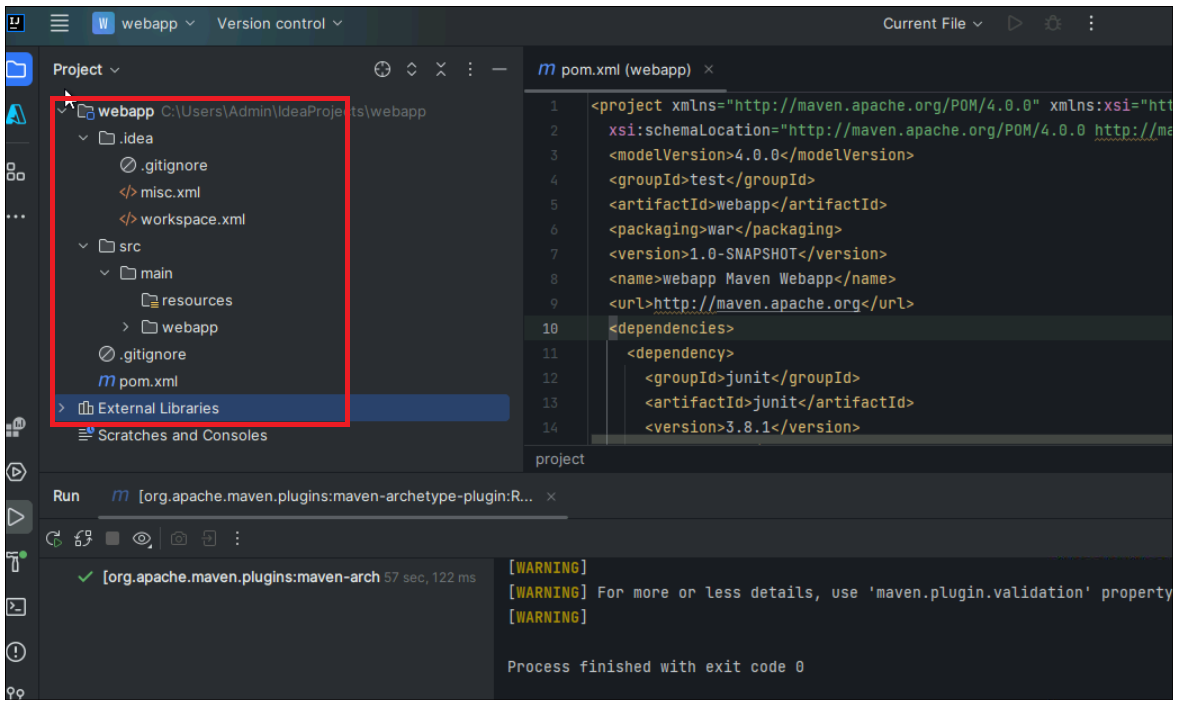 IJ
W webapp Version control Current File
Project
webapp C:\Users\Admin\IdeaProjects\webapp
.idea
.gitignore
</> misc.xml
</> workspace.xml
src
main
resources
webapp
.gitignore
m pom.xml
External Libraries
Scratches and Consoles
m pom.xml (webapp)
1 <project xmlns="http://maven.apache.org/POM/4.0.0" xmlns:xsi="htt
2 xsi:schemaLocation="http://maven.apache.org/POM/4.0.0 http://ma
3 <modelVersion>4.0.0</modelVersion>
4 <groupId>test</groupId>
5 <artifactId>webapp</artifactId>
6 <packaging>war</packaging>
7 <version>1.0-SNAPSHOT</version>
8 <name>webapp Maven Webapp</name>
9 <url>http://maven.apache.org</url>
10 <dependencies>
11 <dependency>
12 <groupId>junit</groupId>
13 <artifactId>junit</artifactId>
14 <version>3.8.1</version>
project
Run m [org.apache.maven.plugins:maven-archetype-plugin:R...
[org.apache.maven.plugins:maven-arch 57 sec, 122 ms
[WARNING]
[WARNING] For more or less details, use 'maven.plugin.validation' property
[WARNING]
Process finished with exit code 0